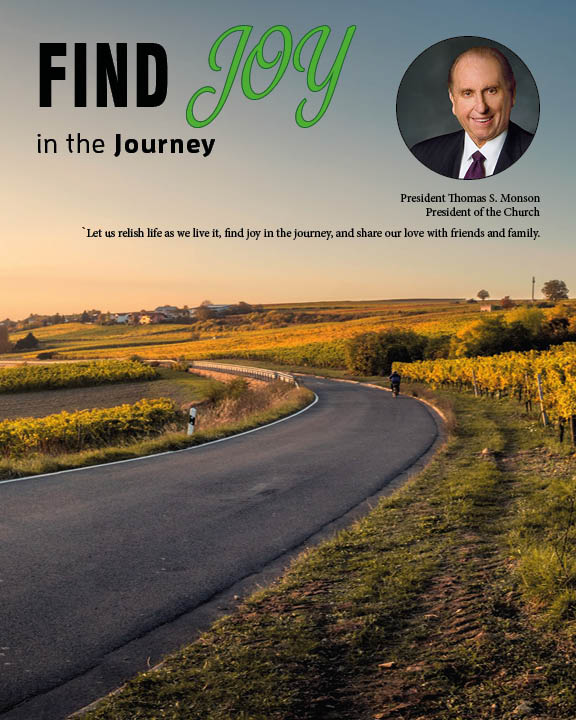 FIND JOY
in the Journey
President Thomas S. Monson
President of the Church
`Let us relish life as we live it, find joy in the journey, and share our love with friends and family.